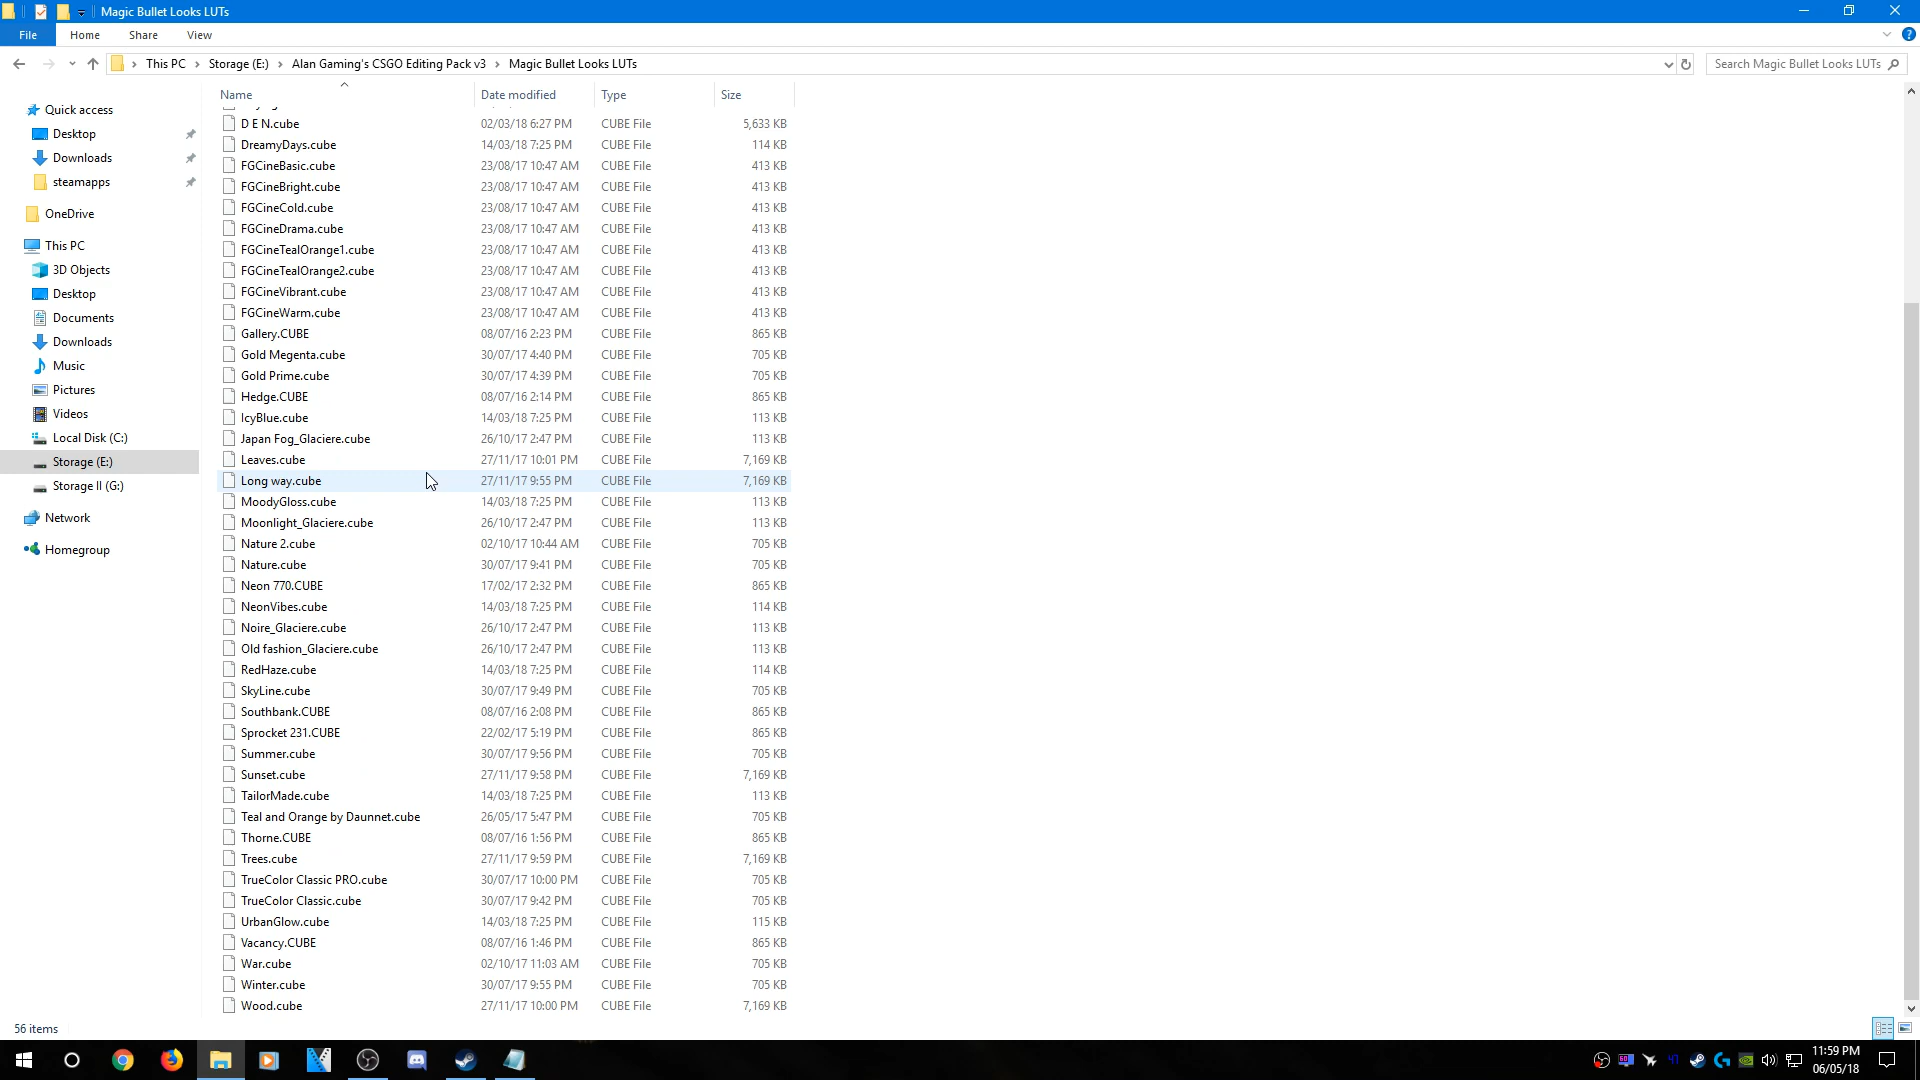 Magic Bullet Looks LUTs
File Home Share View
This PC Storage (E:) Alan Gaming's CSGO Editing Pack v3 Magic Bullet Looks LUTs
Search Magic Bullet Looks LUTs
Name Date modified Type Size
Quick access
Desktop
Downloads
steamapps
OneDrive
This PC
3D Objects
Desktop
Documents
Downloads
Music
Pictures
Videos
Local Disk (C:)
Storage (E:)
Storage II (G:)
Network
Homegroup
D E N.cube 02/03/18 6:27 PM CUBE File 5,633 KB
DreamyDays.cube 14/03/18 7:25 PM CUBE File 114 KB
FGCineBasic.cube 23/08/17 10:47 AM CUBE File 413 KB
FGCineBright.cube 23/08/17 10:47 AM CUBE File 413 KB
FGCineCold.cube 23/08/17 10:47 AM CUBE File 413 KB
FGCineDrama.cube 23/08/17 10:47 AM CUBE File 413 KB
FGCineTealOrange1.cube 23/08/17 10:47 AM CUBE File 413 KB
FGCineTealOrange2.cube 23/08/17 10:47 AM CUBE File 413 KB
FGCineVibrant.cube 23/08/17 10:47 AM CUBE File 413 KB
FGCineWarm.cube 23/08/17 10:47 AM CUBE File 413 KB
Gallery.CUBE 08/07/16 2:23 PM CUBE File 865 KB
Gold Megenta.cube 30/07/17 4:40 PM CUBE File 705 KB
Gold Prime.cube 30/07/17 4:39 PM CUBE File 705 KB
Hedge.CUBE 08/07/16 2:14 PM CUBE File 865 KB
IcyBlue.cube 14/03/18 7:25 PM CUBE File 113 KB
Japan Fog_Glaciere.cube 26/10/17 2:47 PM CUBE File 113 KB
Leaves.cube 27/11/17 10:01 PM CUBE File 7,169 KB
Long way.cube 27/11/17 9:55 PM CUBE File 7,169 KB
MoodyGloss.cube 14/03/18 7:25 PM CUBE File 113 KB
Moonlight_Glaciere.cube 26/10/17 2:47 PM CUBE File 113 KB
Nature 2.cube 02/10/17 10:44 AM CUBE File 705 KB
Nature.cube 30/07/17 9:41 PM CUBE File 705 KB
Neon 770.CUBE 17/02/17 2:32 PM CUBE File 865 KB
NeonVibes.cube 14/03/18 7:25 PM CUBE File 114 KB
Noire_Glaciere.cube 26/10/17 2:47 PM CUBE File 113 KB
Old fashion_Glaciere.cube 26/10/17 2:47 PM CUBE File 113 KB
RedHaze.cube 14/03/18 7:25 PM CUBE File 114 KB
SkyLine.cube 30/07/17 9:49 PM CUBE File 705 KB
Southbank.CUBE 08/07/16 2:08 PM CUBE File 865 KB
Sprocket 231.CUBE 22/02/17 5:19 PM CUBE File 865 KB
Summer.cube 30/07/17 9:56 PM CUBE File 705 KB
Sunset.cube 27/11/17 9:58 PM CUBE File 7,169 KB
TailorMade.cube 14/03/18 7:25 PM CUBE File 113 KB
Teal and Orange by Daunnet.cube 26/05/17 5:47 PM CUBE File 705 KB
Thorne.CUBE 08/07/16 1:56 PM CUBE File 865 KB
Trees.cube 27/11/17 9:59 PM CUBE File 7,169 KB
TrueColor Classic PRO.cube 30/07/17 10:00 PM CUBE File 705 KB
TrueColor Classic.cube 30/07/17 9:42 PM CUBE File 705 KB
UrbanGlow.cube 14/03/18 7:25 PM CUBE File 115 KB
Vacancy.CUBE 08/07/16 1:46 PM CUBE File 865 KB
War.cube 02/10/17 11:03 AM CUBE File 705 KB
Winter.cube 30/07/17 9:55 PM CUBE File 705 KB
Wood.cube 27/11/17 10:00 PM CUBE File 7,169 KB
56 items
11:59 PM
06/05/18